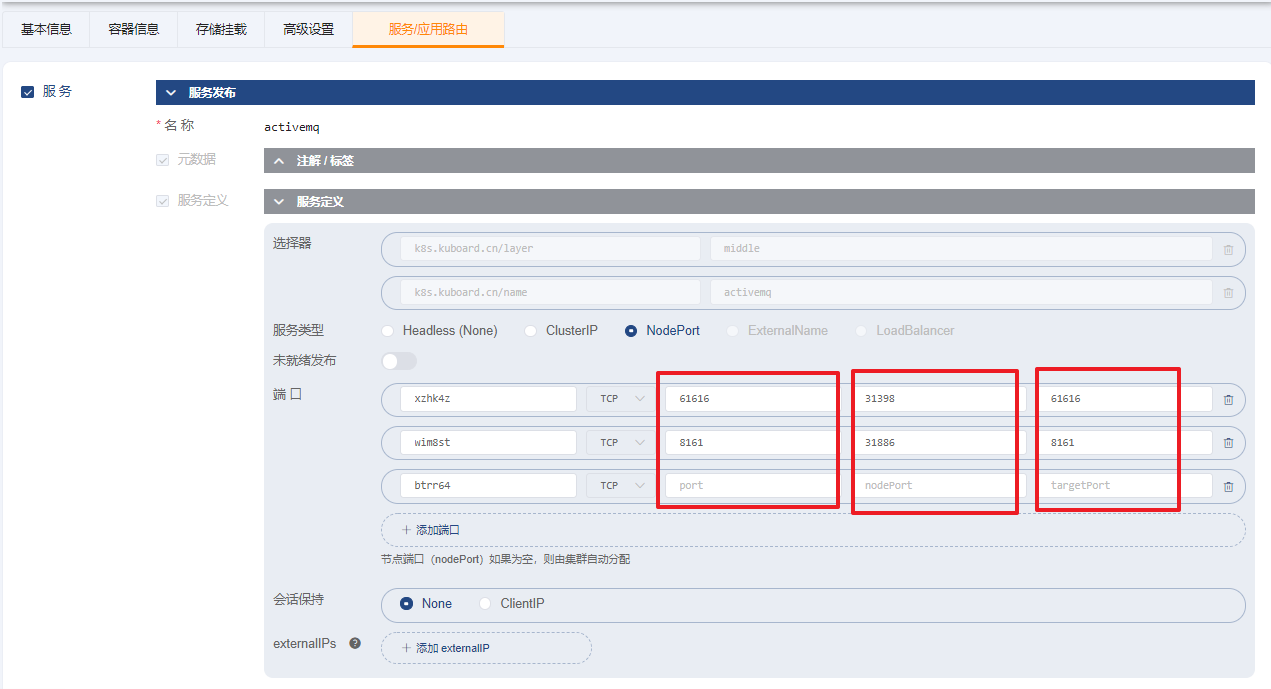 基本信息 容器信息 存储挂载 高级设置 服务/应用路由
服务 服务发布
* 名 称 activemq
元数据 注解 / 标签
服务定义 服务定义
选择器 k8s.kuboard.cn/layer middle
k8s.kuboard.cn/name activemq
服务类型 Headless (None) ClusterIP NodePort ExternalName LoadBalancer
未就绪发布
端 口 xzhk4z TCP 61616 31398 61616
wim8st TCP 8161 31886 8161
btrr64 TCP port nodePort targetPort
+ 添加端口
节点端口（nodePort）如果为空，则由集群自动分配
会话保持 None ClientIP
externalIPs ? + 添加 externalIP